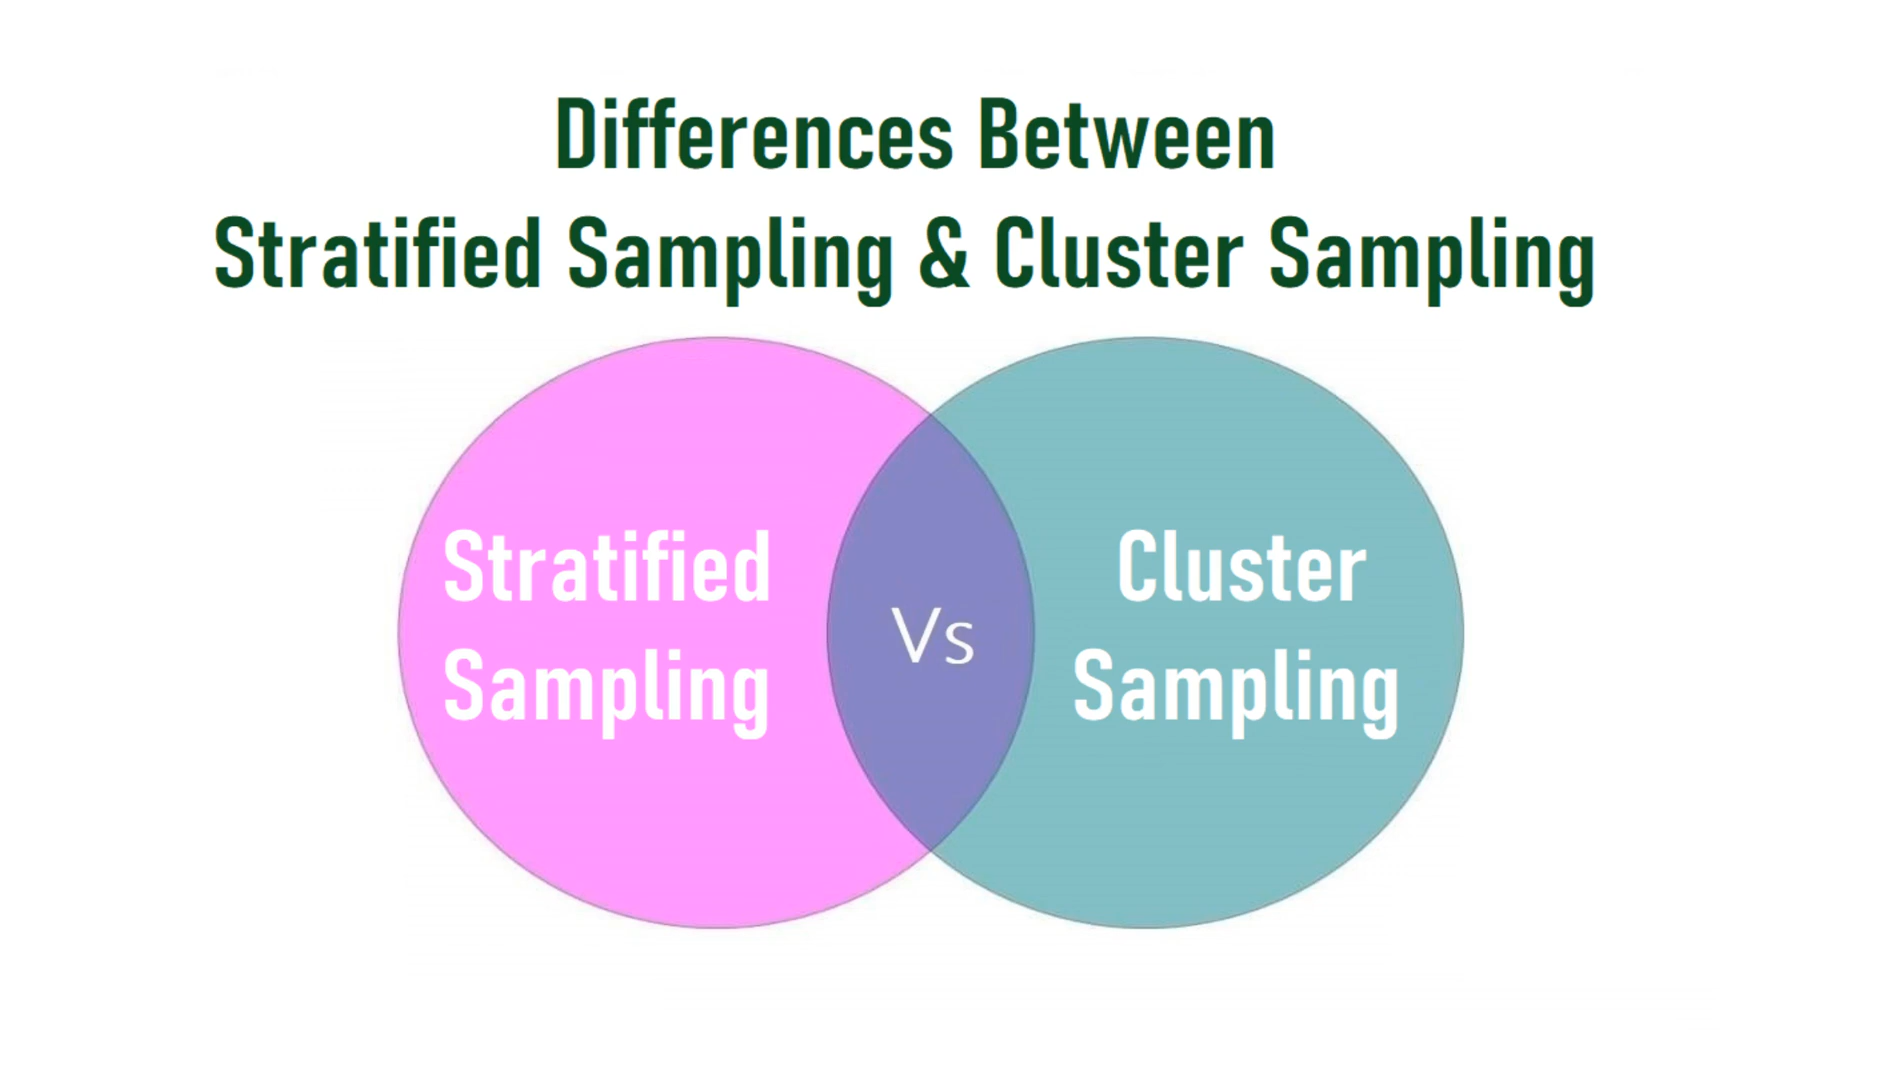 Differences Between
Stratified Sampling & Cluster Sampling
Stratified
Sampling
Vs
Cluster
Sampling